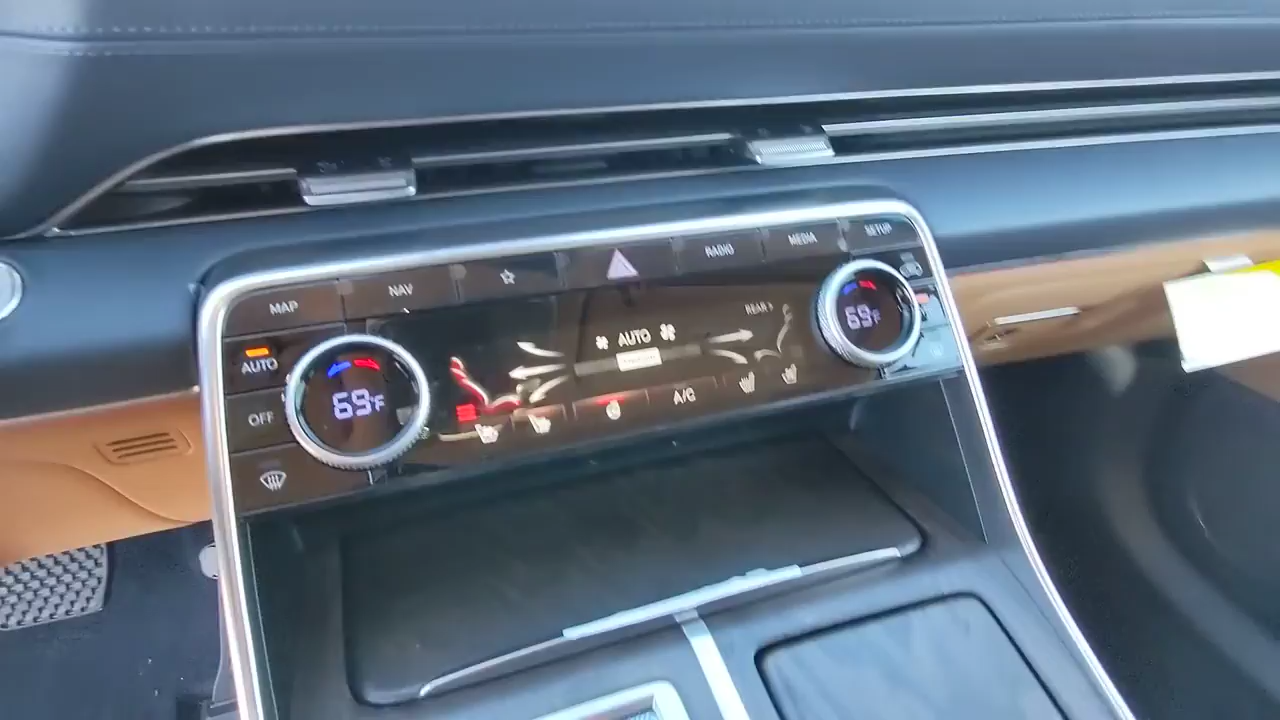 MAP
NAV
RADIO
MEDIA
SETUP
AUTO
OFF
69°F
AUTO
REAR
A/C
69°F